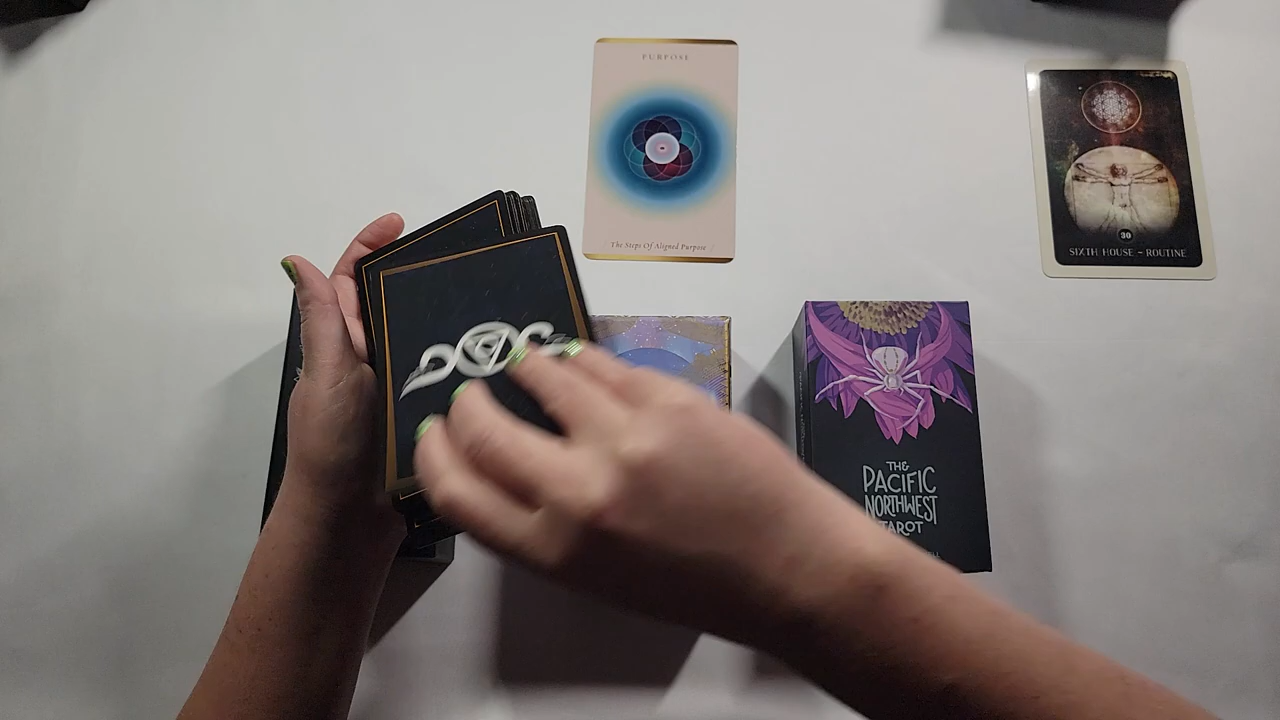 PURPOSE
The Steps Of Aligned Purpose
30
SIXTH HOUSE - ROUTINE
THE
PACIFIC
NORTHWEST
TAROT